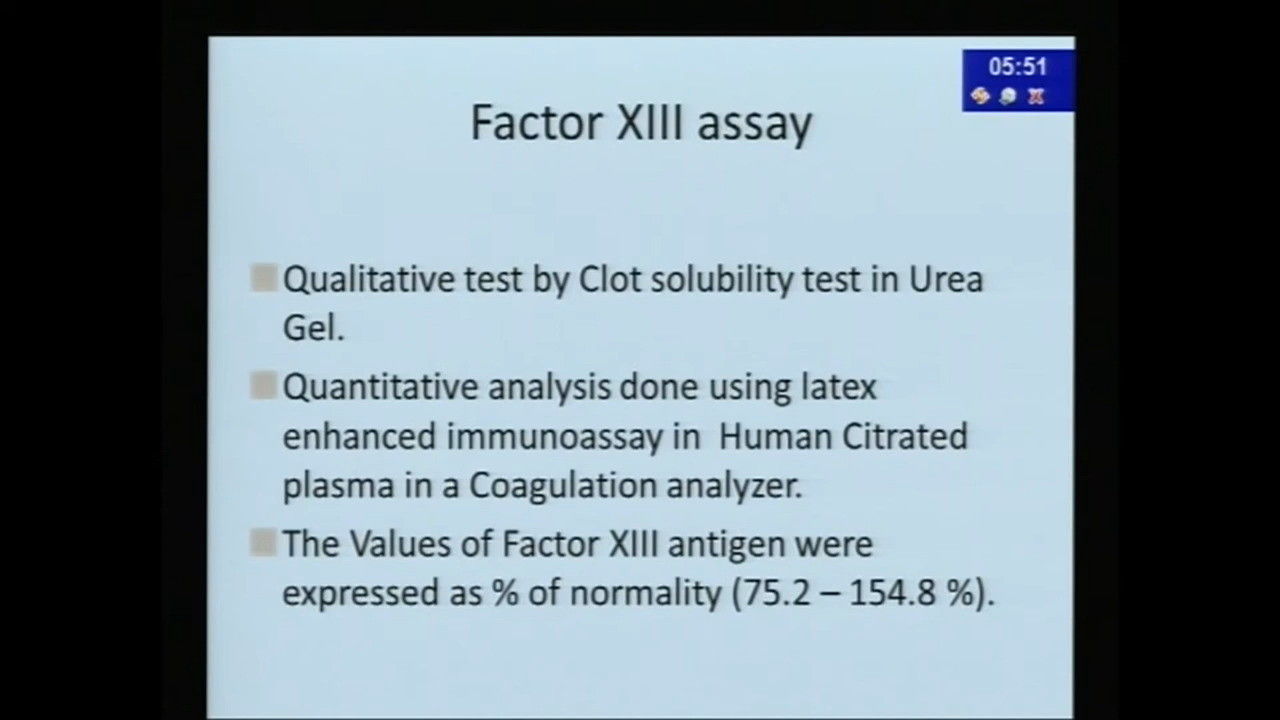 05:51
Factor XIII assay
Qualitative test by Clot solubility test in Urea
Gel.
Quantitative analysis done using latex
enhanced immunoassay in Human Citrated
plasma in a Coagulation analyzer.
The Values of Factor XIII antigen were
expressed as % of normality (75.2 – 154.8 %).